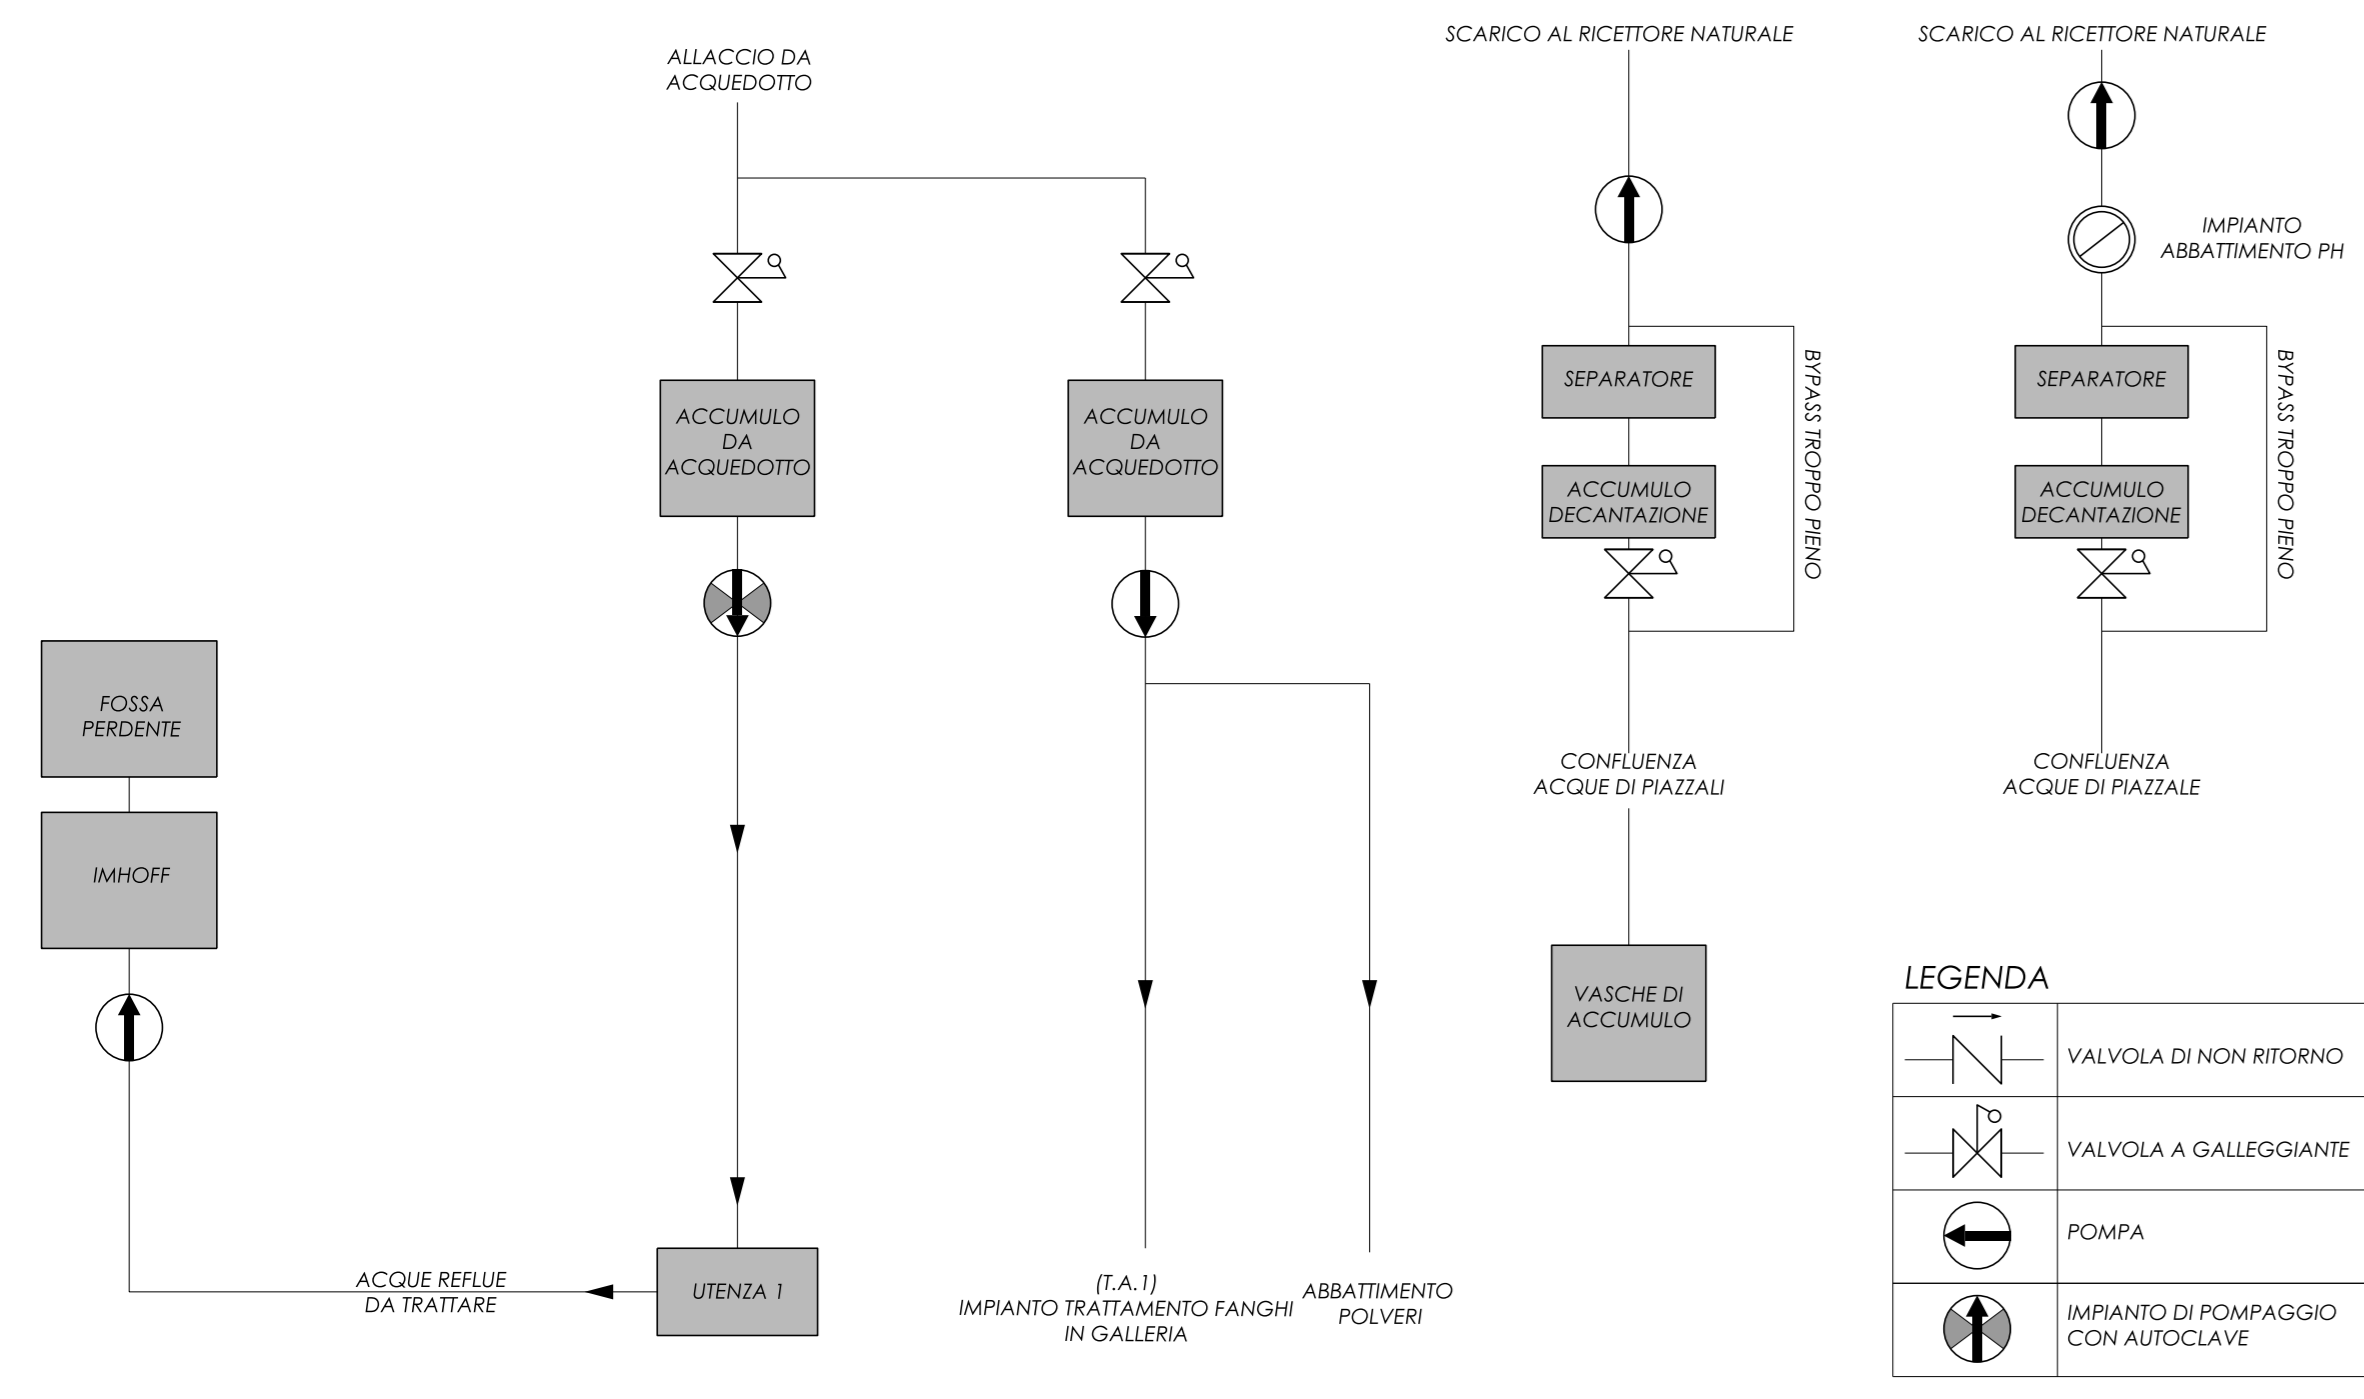 ALLACCIO DA
ACQUEDOTTO
ACCUMULO
DA
ACQUEDOTTO
ACCUMULO
DA
ACQUEDOTTO
FOSSA
PERDENTE
IMHOFF
ACQUE REFLUE
DA TRATTARE
UTENZA 1
(T.A.1)
IMPIANTO TRATTAMENTO FANGHI
IN GALLERIA
ABBATTIMENTO
POLVERI
SCARICO AL RICETTORE NATURALE
SEPARATORE
ACCUMULO
DECANTAZIONE
BYPASS TROPPO PIENO
CONFLUENZA
ACQUE DI PIAZZALI
VASCHE DI
ACCUMULO
SCARICO AL RICETTORE NATURALE
IMPIANTO
ABBATTIMENTO PH
SEPARATORE
ACCUMULO
DECANTAZIONE
BYPASS TROPPO PIENO
CONFLUENZA
ACQUE DI PIAZZALE
LEGENDA
VALVOLA DI NON RITORNO
VALVOLA A GALLEGGIANTE
POMPA
IMPIANTO DI POMPAGGIO
CON AUTOCLAVE